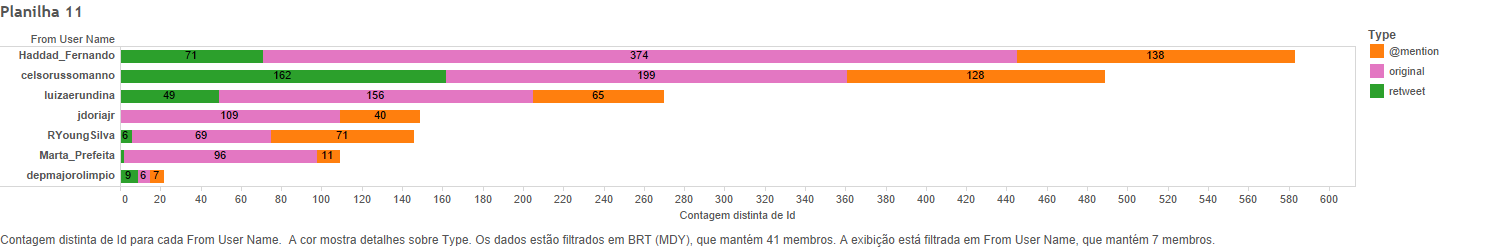 Planilha 11
From User Name
Haddad_Fernando 71 374 138
celsorussomanno 162 199 128
luizaerundina 49 156 65
jdoriajr 109 40
RYoungSilva 6 69 71
Marta_Prefeita 96 11
depmajorolimpio 9 6 7
0 20 40 60 80 100 120 140 160 180 200 220 240 260 280 300 320 340 360 380 400 420 440 460 480 500 520 540 560 580 600
Contagem distinta de Id
Type
@mention
original
retweet
Contagem distinta de Id para cada From User Name. A cor mostra detalhes sobre Type. Os dados estão filtrados em BRT (MDY), que mantém 41 membros. A exibição está filtrada em From User Name, que mantém 7 membros.